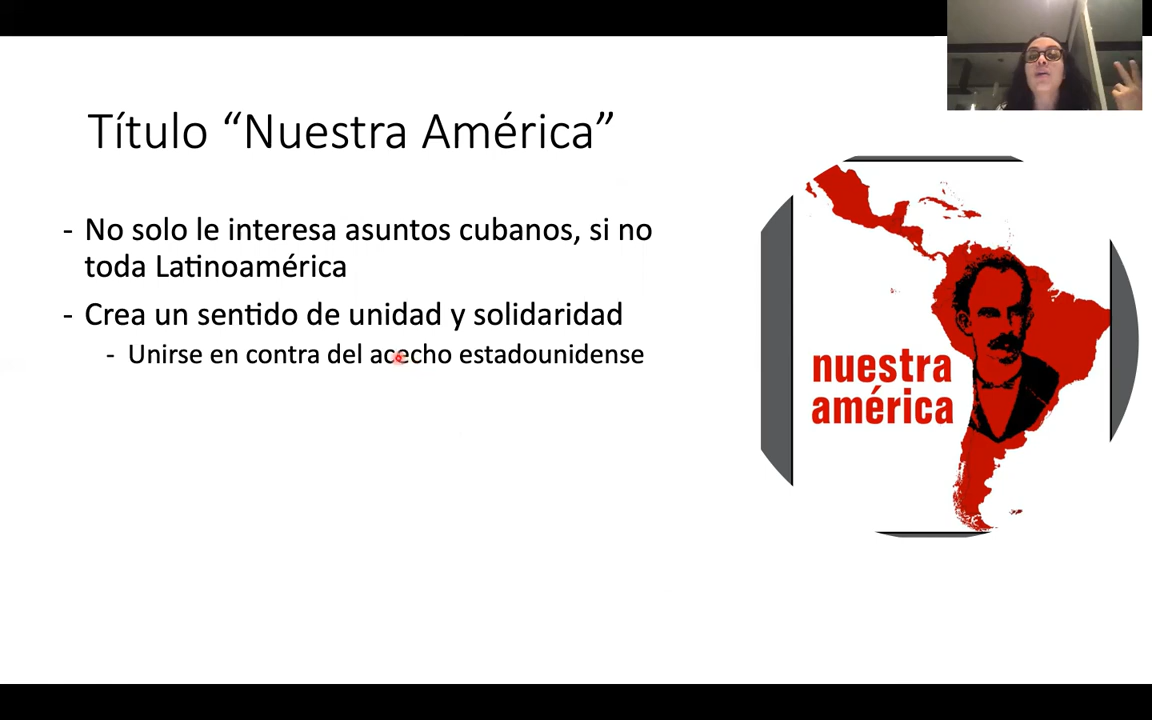 Título “Nuestra América”
- No solo le interesa asuntos cubanos, si no
toda Latinoamérica
- Crea un sentido de unidad y solidaridad
- Unirse en contra del acecho estadounidense
nuestra
américa